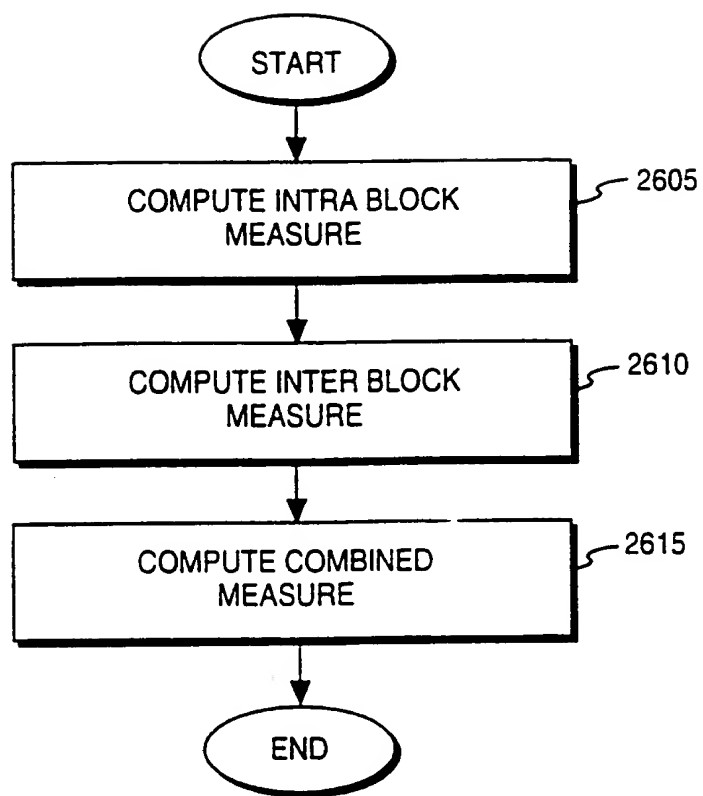 START
COMPUTE INTRA BLOCK
MEASURE
2605
COMPUTE INTER BLOCK
MEASURE
2610
COMPUTE COMBINED
MEASURE
2615
END